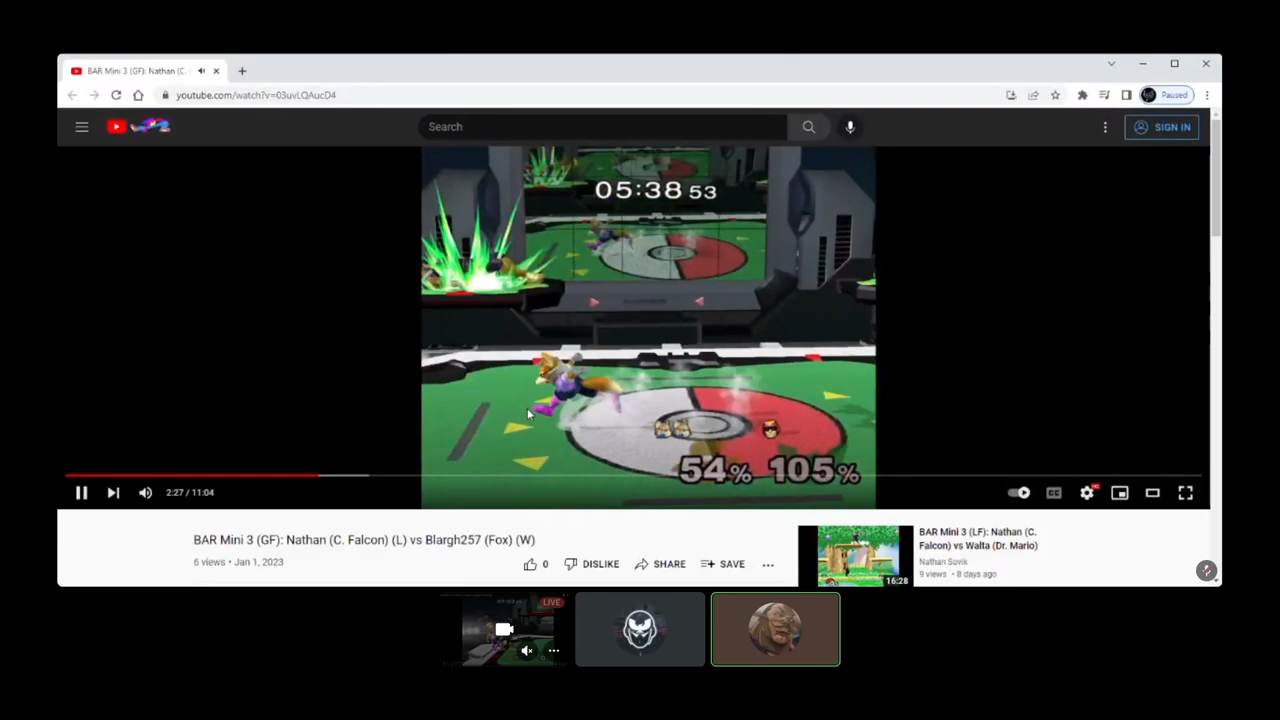 BAR Mini 3 (GF): Nathan (C.
youtube.com/watch?v=03uvLQAucD4
Paused
Search
SIGN IN
05:38 53
54% 105%
2:27 / 11:04
CC
HD
BAR Mini 3 (GF): Nathan (C. Falcon) (L) vs Blargh257 (Fox) (W)
6 views • Jan 1, 2023
0
DISLIKE
SHARE
SAVE
16:28
BAR Mini 3 (LF): Nathan (C.
Falcon) vs Walta (Dr. Mario)
Nathan Sovik
9 views • 8 days ago
LIVE